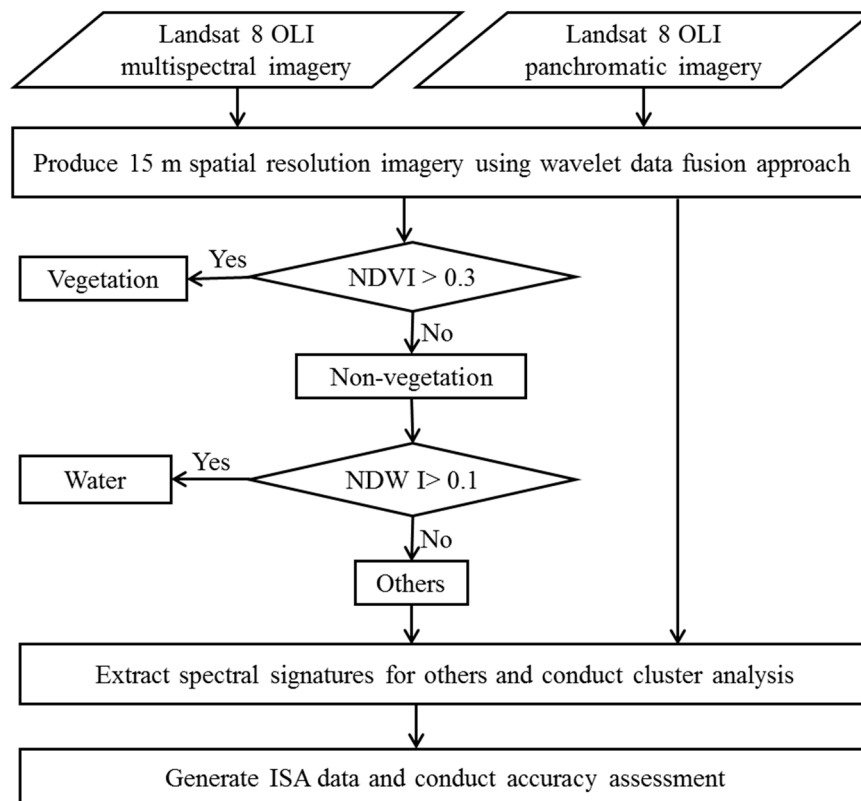 Landsat 8 OLI
multispectral imagery
Landsat 8 OLI
panchromatic imagery
Produce 15 m spatial resolution imagery using wavelet data fusion approach
Yes
Vegetation
NDVI > 0.3
No
Non-vegetation
Yes
Water
NDW I> 0.1
No
Others
Extract spectral signatures for others and conduct cluster analysis
Generate ISA data and conduct accuracy assessment